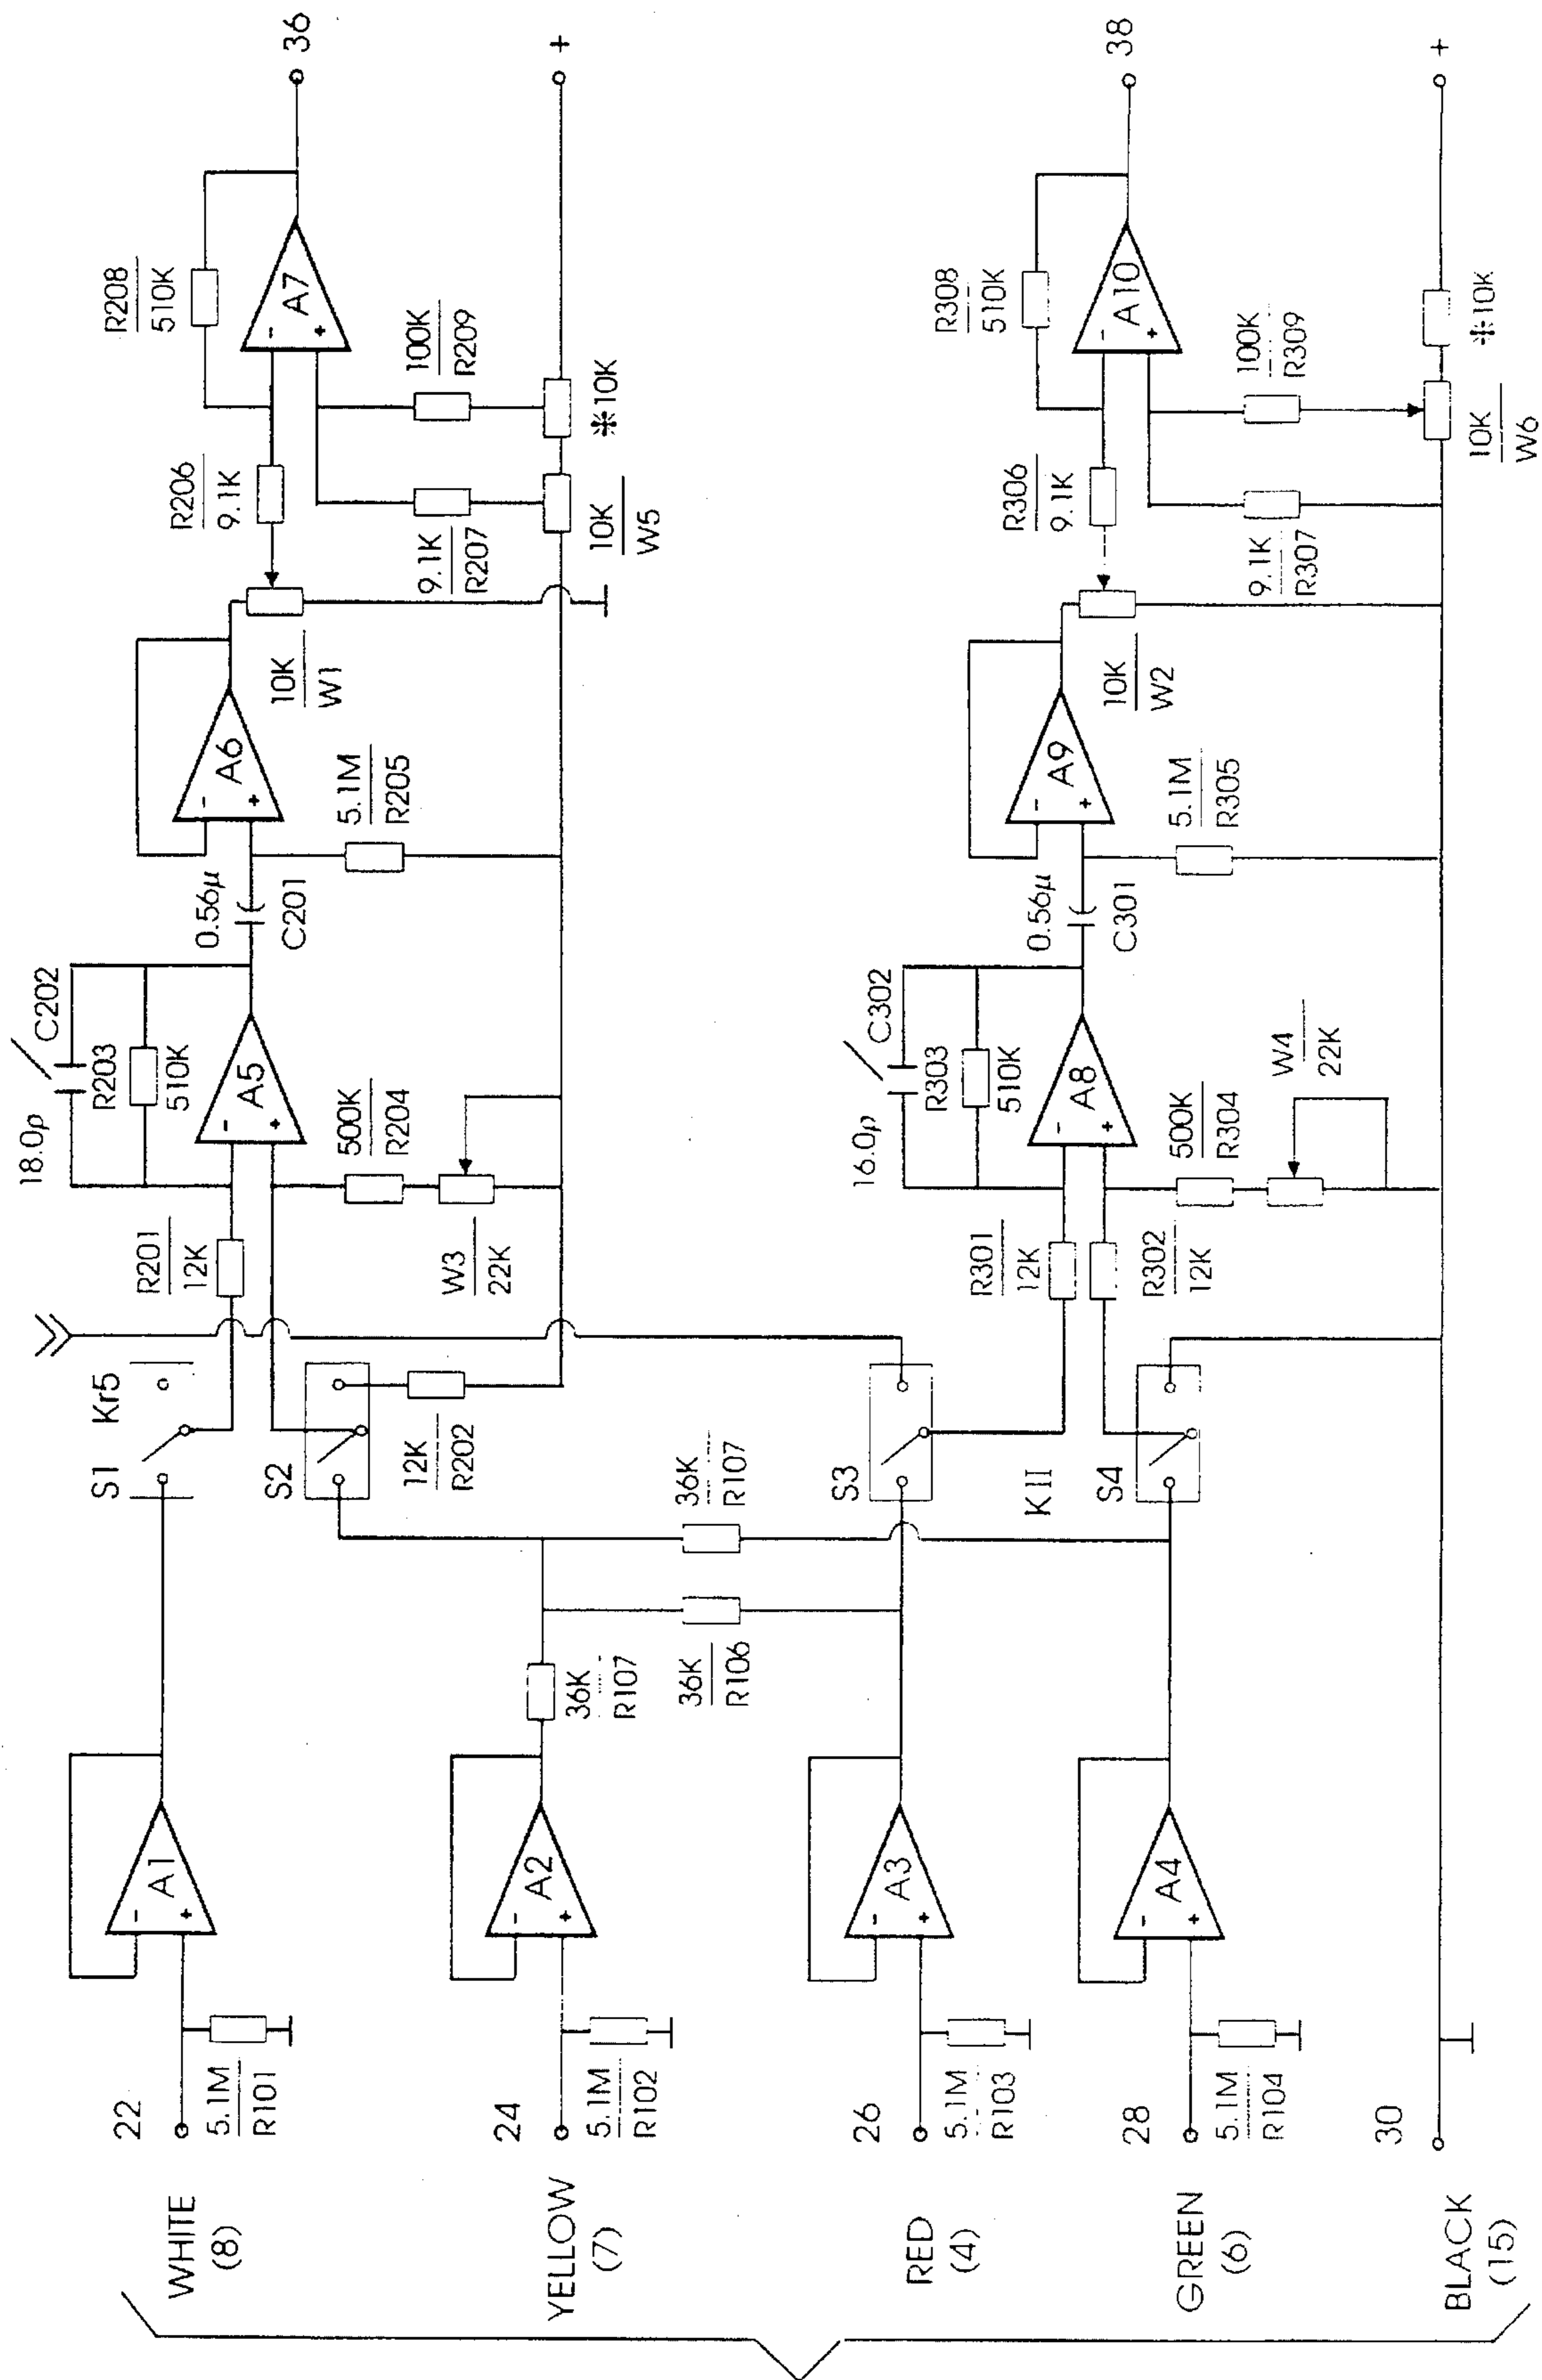 WHITE
(8)
22
5.1M
R101
A1
-
+
S1
Kr5
R201
12K
18.0p
C202
R203
510K
A5
-
+
500K
R204
W3
22K
0.56μ
C201
A6
-
+
5.1M
R205
10K
W1
R206
9.1K
9.1K
R207
R208
510K
A7
-
+
100K
R209
10K
W5
※10K
36
+
YELLOW
(7)
24
5.1M
R102
A2
-
+
36K
R107
S2
12K
R202
36K
R106
36K
R107
RED
(4)
26
5.1M
R103
A3
-
+
S3
KII
R301
12K
R302
12K
16.0p
C302
R303
510K
A8
-
+
500K
R304
W4
22K
0.56μ
C301
A9
-
+
5.1M
R305
10K
W2
R306
9.1K
9.1K
R307
R308
510K
A10
-
+
100K
R309
10K
W6
※10K
38
+
GREEN
(6)
28
5.1M
R104
A4
-
+
S4
BLACK
(15)
30